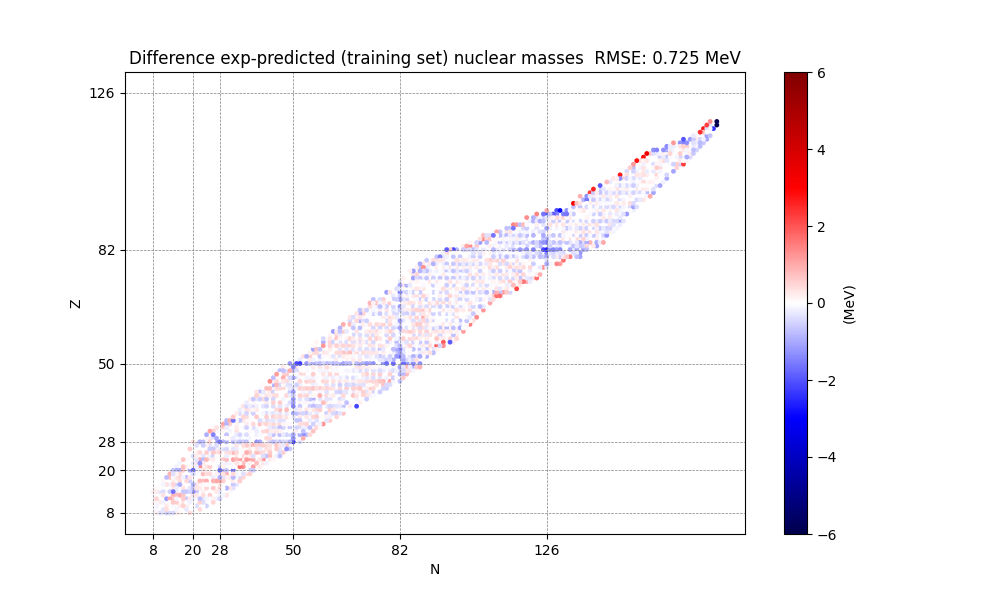 Difference exp-predicted (training set) nuclear masses  RMSE: 0.725 MeV
126
82
50
28
20
8
Z
8 20 28 50 82 126
N
6
4
2
0
−2
−4
−6
(MeV)